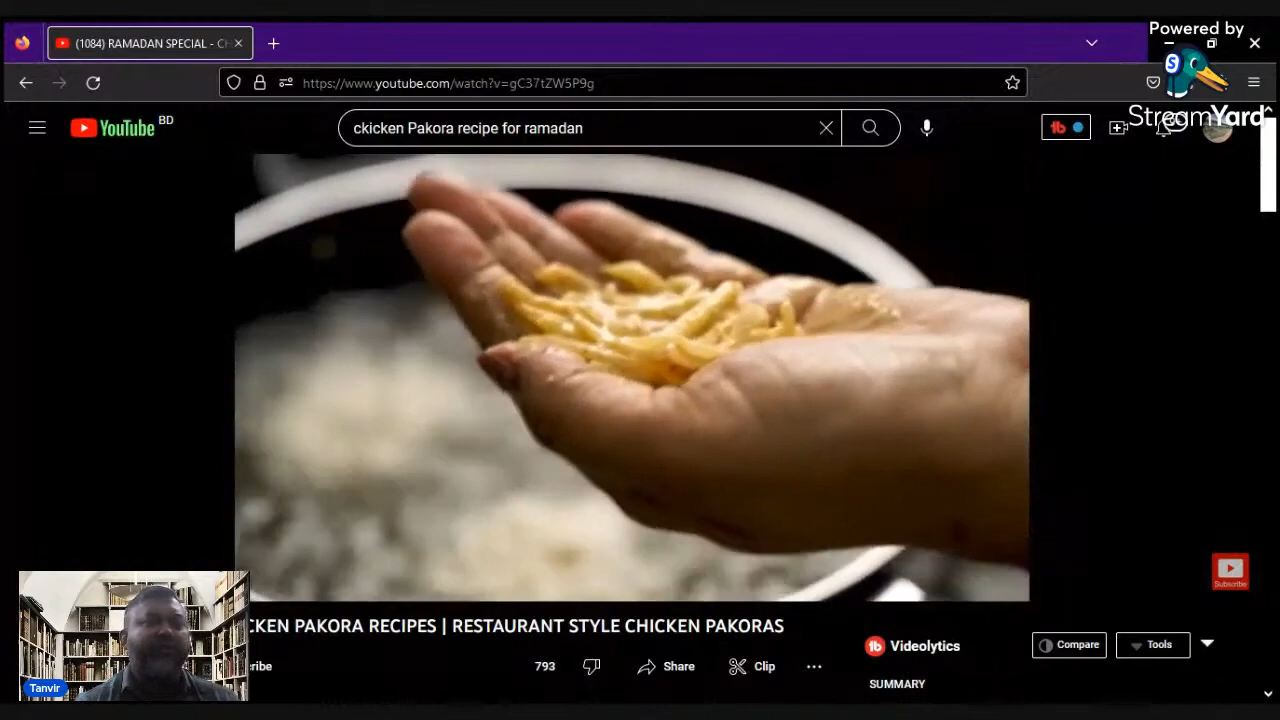 Powered by
StreamYard
(1084) RAMADAN SPECIAL - CH
https://www.youtube.com/watch?v=gC37tZW5P9g
YouTube BD
ckicken Pakora recipe for ramadan
Subscribe
CKEN PAKORA RECIPES | RESTAURANT STYLE CHICKEN PAKORAS
Videolytics
Compare
Tools
ribe
793
Share
Clip
SUMMARY
Tanvir